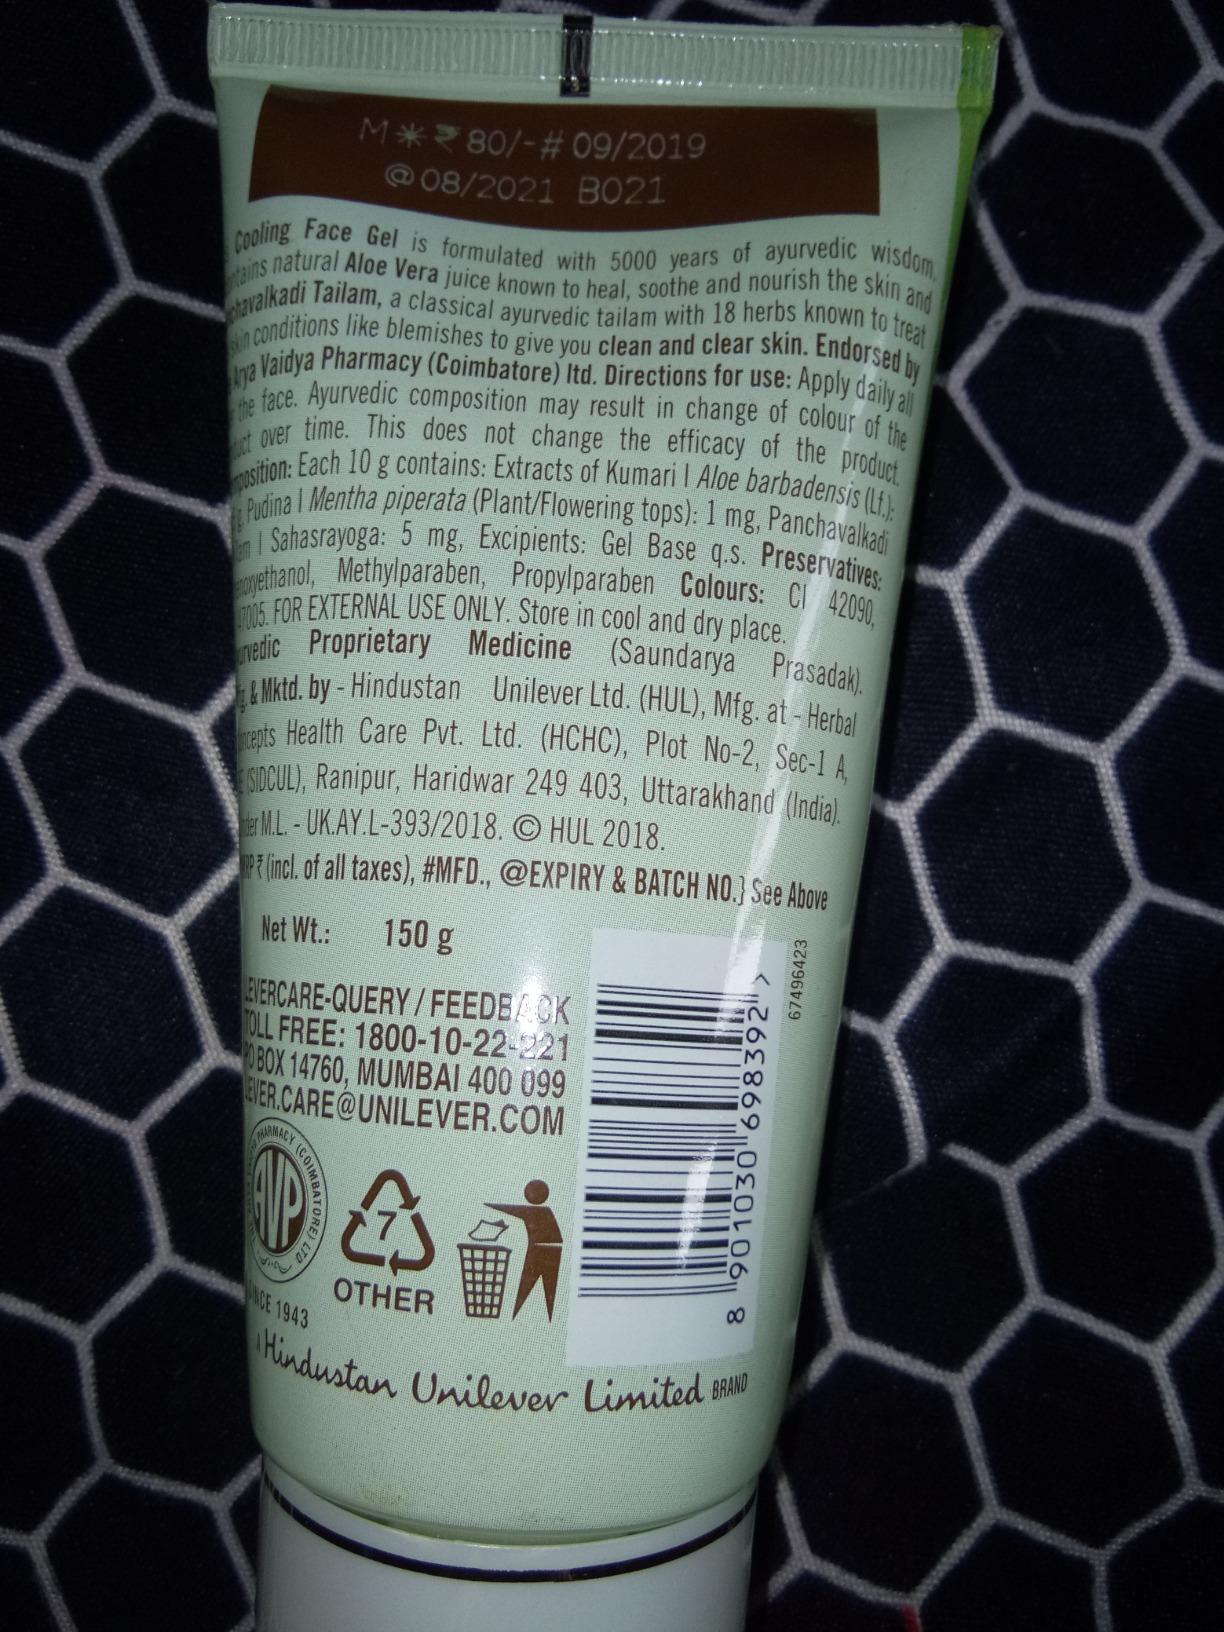 M*₹80/-# 09/2019
@08/2021 B021
Cooling Face Gel is formulated with 5000 years of ayurvedic wisdom.
natural Aloe Vera juice known to heal, soothe and nourish the skin and
Tailam, a classical ayurvedic tailam with 18 herbs known to treat
skin conditions like blemishes to give you clean and clear skin. Endorsed by
Arya Vaidya Pharmacy (Coimbatore) ltd. Directions for use: Apply daily all
the face. Ayurvedic composition may result in change of colour of the
over time. This does not change the efficacy of the product.
Each 10 g contains: Extracts of Kumari | Aloe barbadensis (Lf.):
Pudina | Mentha piperata (Plant/Flowering tops): 1 mg, Panchavalkadi
| Sahasrayoga: 5 mg, Excipients: Gel Base q.s. Preservatives:
Methylparaben, Propylparaben Colours: CI 42090,
FOR EXTERNAL USE ONLY. Store in cool and dry place.
Proprietary Medicine (Saundarya Prasadak).
& Mktd. by - Hindustan Unilever Ltd. (HUL), Mfg. at - Herbal
Health Care Pvt. Ltd. (HCHC), Plot No-2, Sec-1 A,
(SIDCUL), Ranipur, Haridwar 249 403, Uttarakhand (India).
M.L. - UK.AY.L-393/2018. © HUL 2018.
₹ (incl. of all taxes), #MFD., @EXPIRY & BATCH NO.} See Above
Net Wt.: 150 g
LEVERCARE-QUERY / FEEDBACK
TOLL FREE: 1800-10-22-221
PO BOX 14760, MUMBAI 400 099
LEVER.CARE@UNILEVER.COM
67496423
8 901030 698392 >
PHARMACY (COIMBATORE) LTD
AVP
SINCE 1943
7
OTHER
A Hindustan Unilever Limited BRAND